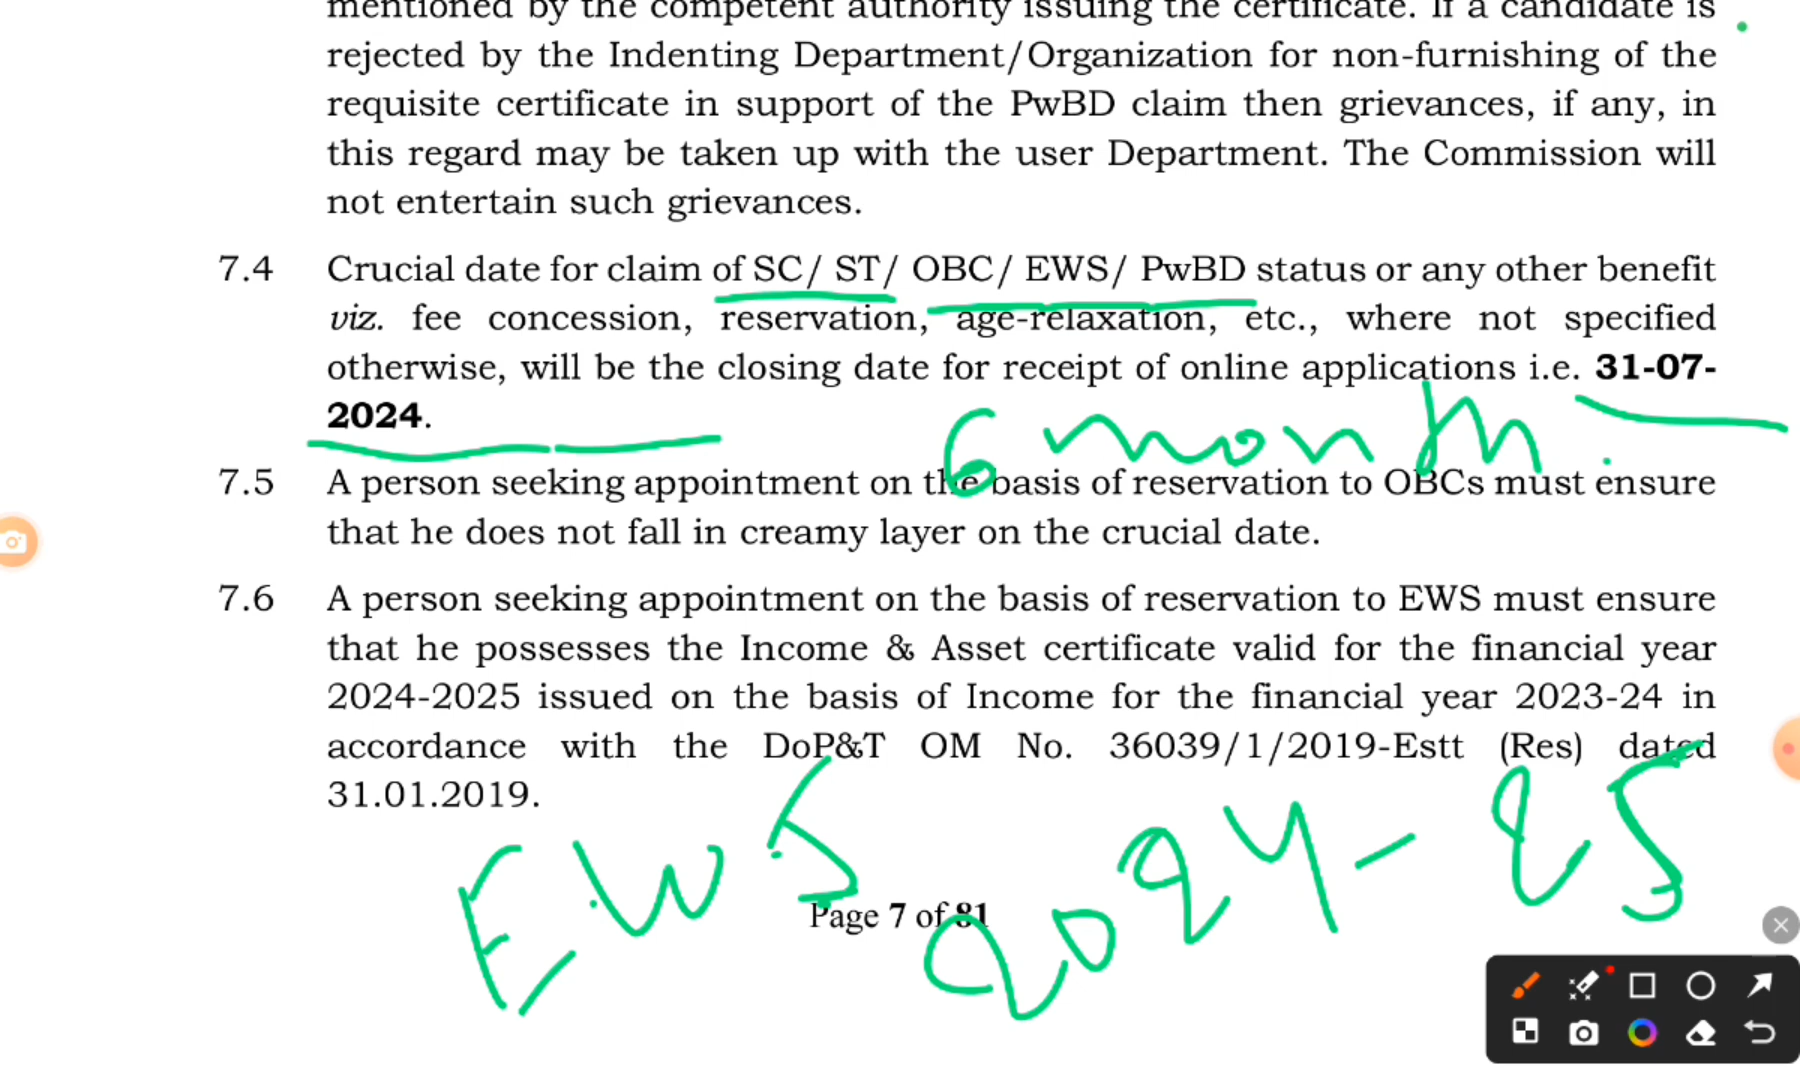 mentioned by the competent authority issuing the certificate. If a candidate is
rejected by the Indenting Department/Organization for non-furnishing of the
requisite certificate in support of the PwBD claim then grievances, if any, in
this regard may be taken up with the user Department. The Commission will
not entertain such grievances.
7.4 Crucial date for claim of SC/ ST/ OBC/ EWS/ PwBD status or any other benefit
viz. fee concession, reservation, age-relaxation, etc., where not specified
otherwise, will be the closing date for receipt of online applications i.e. 31-07-
2024.
6 month
7.5 A person seeking appointment on the basis of reservation to OBCs must ensure
that he does not fall in creamy layer on the crucial date.
7.6 A person seeking appointment on the basis of reservation to EWS must ensure
that he possesses the Income & Asset certificate valid for the financial year
2024-2025 issued on the basis of Income for the financial year 2023-24 in
accordance with the DoP&T OM No. 36039/1/2019-Estt (Res) dated
31.01.2019.
EWS 2024-25
Page 7 of 81